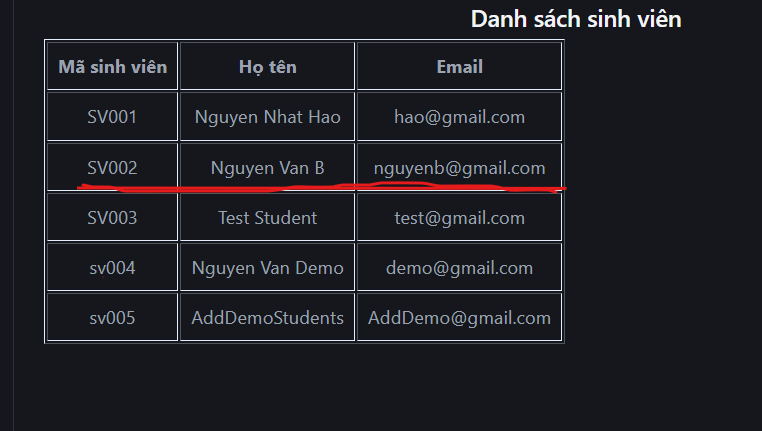 Danh sách sinh viên
Mã sinh viên Họ tên Email
SV001 Nguyen Nhat Hao hao@gmail.com
SV002 Nguyen Van B nguyenb@gmail.com
SV003 Test Student test@gmail.com
sv004 Nguyen Van Demo demo@gmail.com
sv005 AddDemoStudents AddDemo@gmail.com